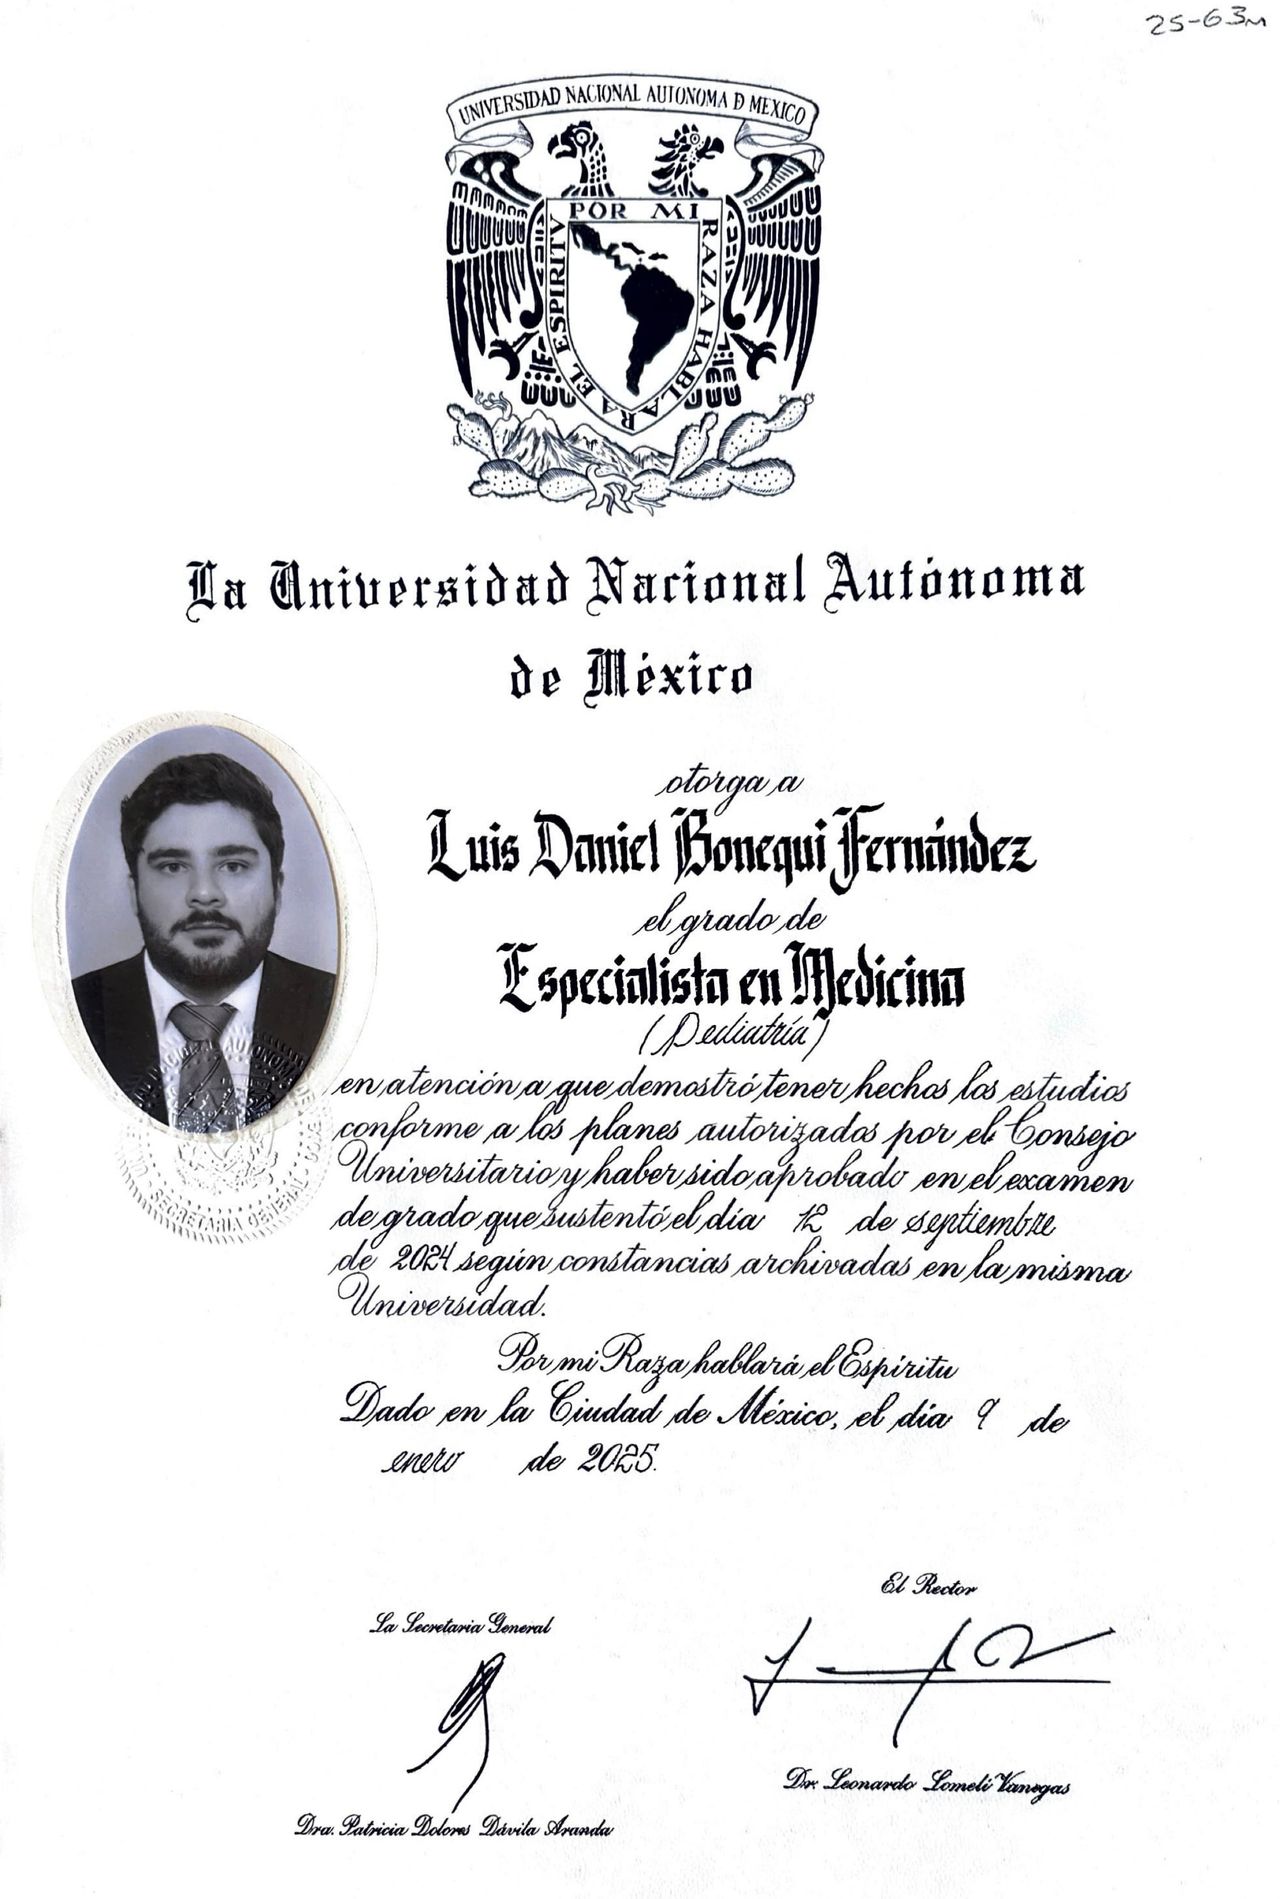 25-63M
UNIVERSIDAD NACIONAL AUTONOMA D MEXICO
POR MI RAZA HABLARA EL ESPIRITU
La Universidad Nacional Autónoma
de México
otorga a
Luis Daniel Bonequi Fernández
el grado de
Especialista en Medicina
(Pediatría)
en atención a que demostró tener hechos los estudios
conforme a los planes autorizados por el Consejo
Universitario y haber sido aprobado en el examen
de grado que sustentó el día 12 de septiembre
de 2024 según constancias archivadas en la misma
Universidad.
Por mi Raza hablará el Espíritu
Dado en la Ciudad de México, el día 9 de
enero de 2025.
SECRETARIA GENERAL
El Rector
La Secretaria General
Dr. Leonardo Lomelí Vanegas
Dra. Patricia Dolores Dávila Aranda